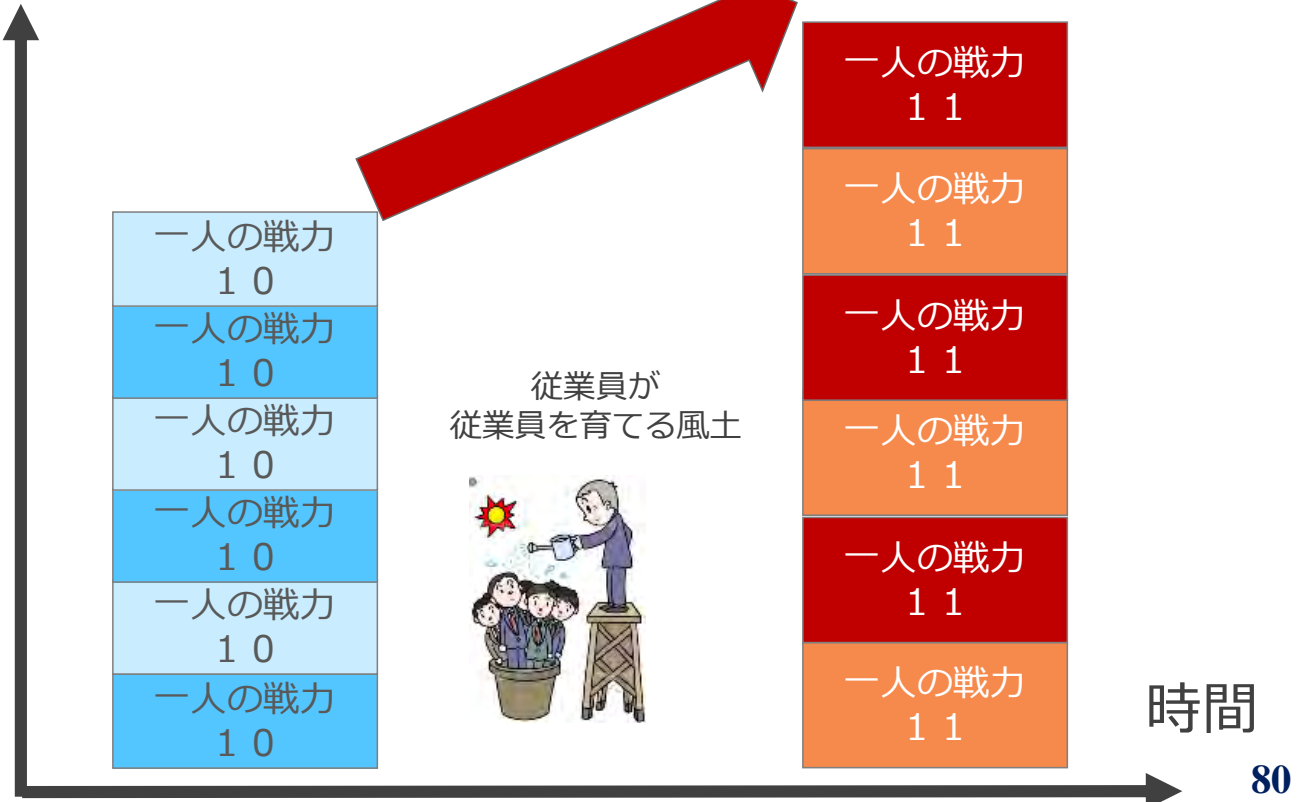 一人の戦力
１０
一人の戦力
１０
一人の戦力
１０
一人の戦力
１０
一人の戦力
１０
一人の戦力
１０
従業員が
従業員を育てる風土
一人の戦力
１１
一人の戦力
１１
一人の戦力
１１
一人の戦力
１１
一人の戦力
１１
一人の戦力
１１
時間
80